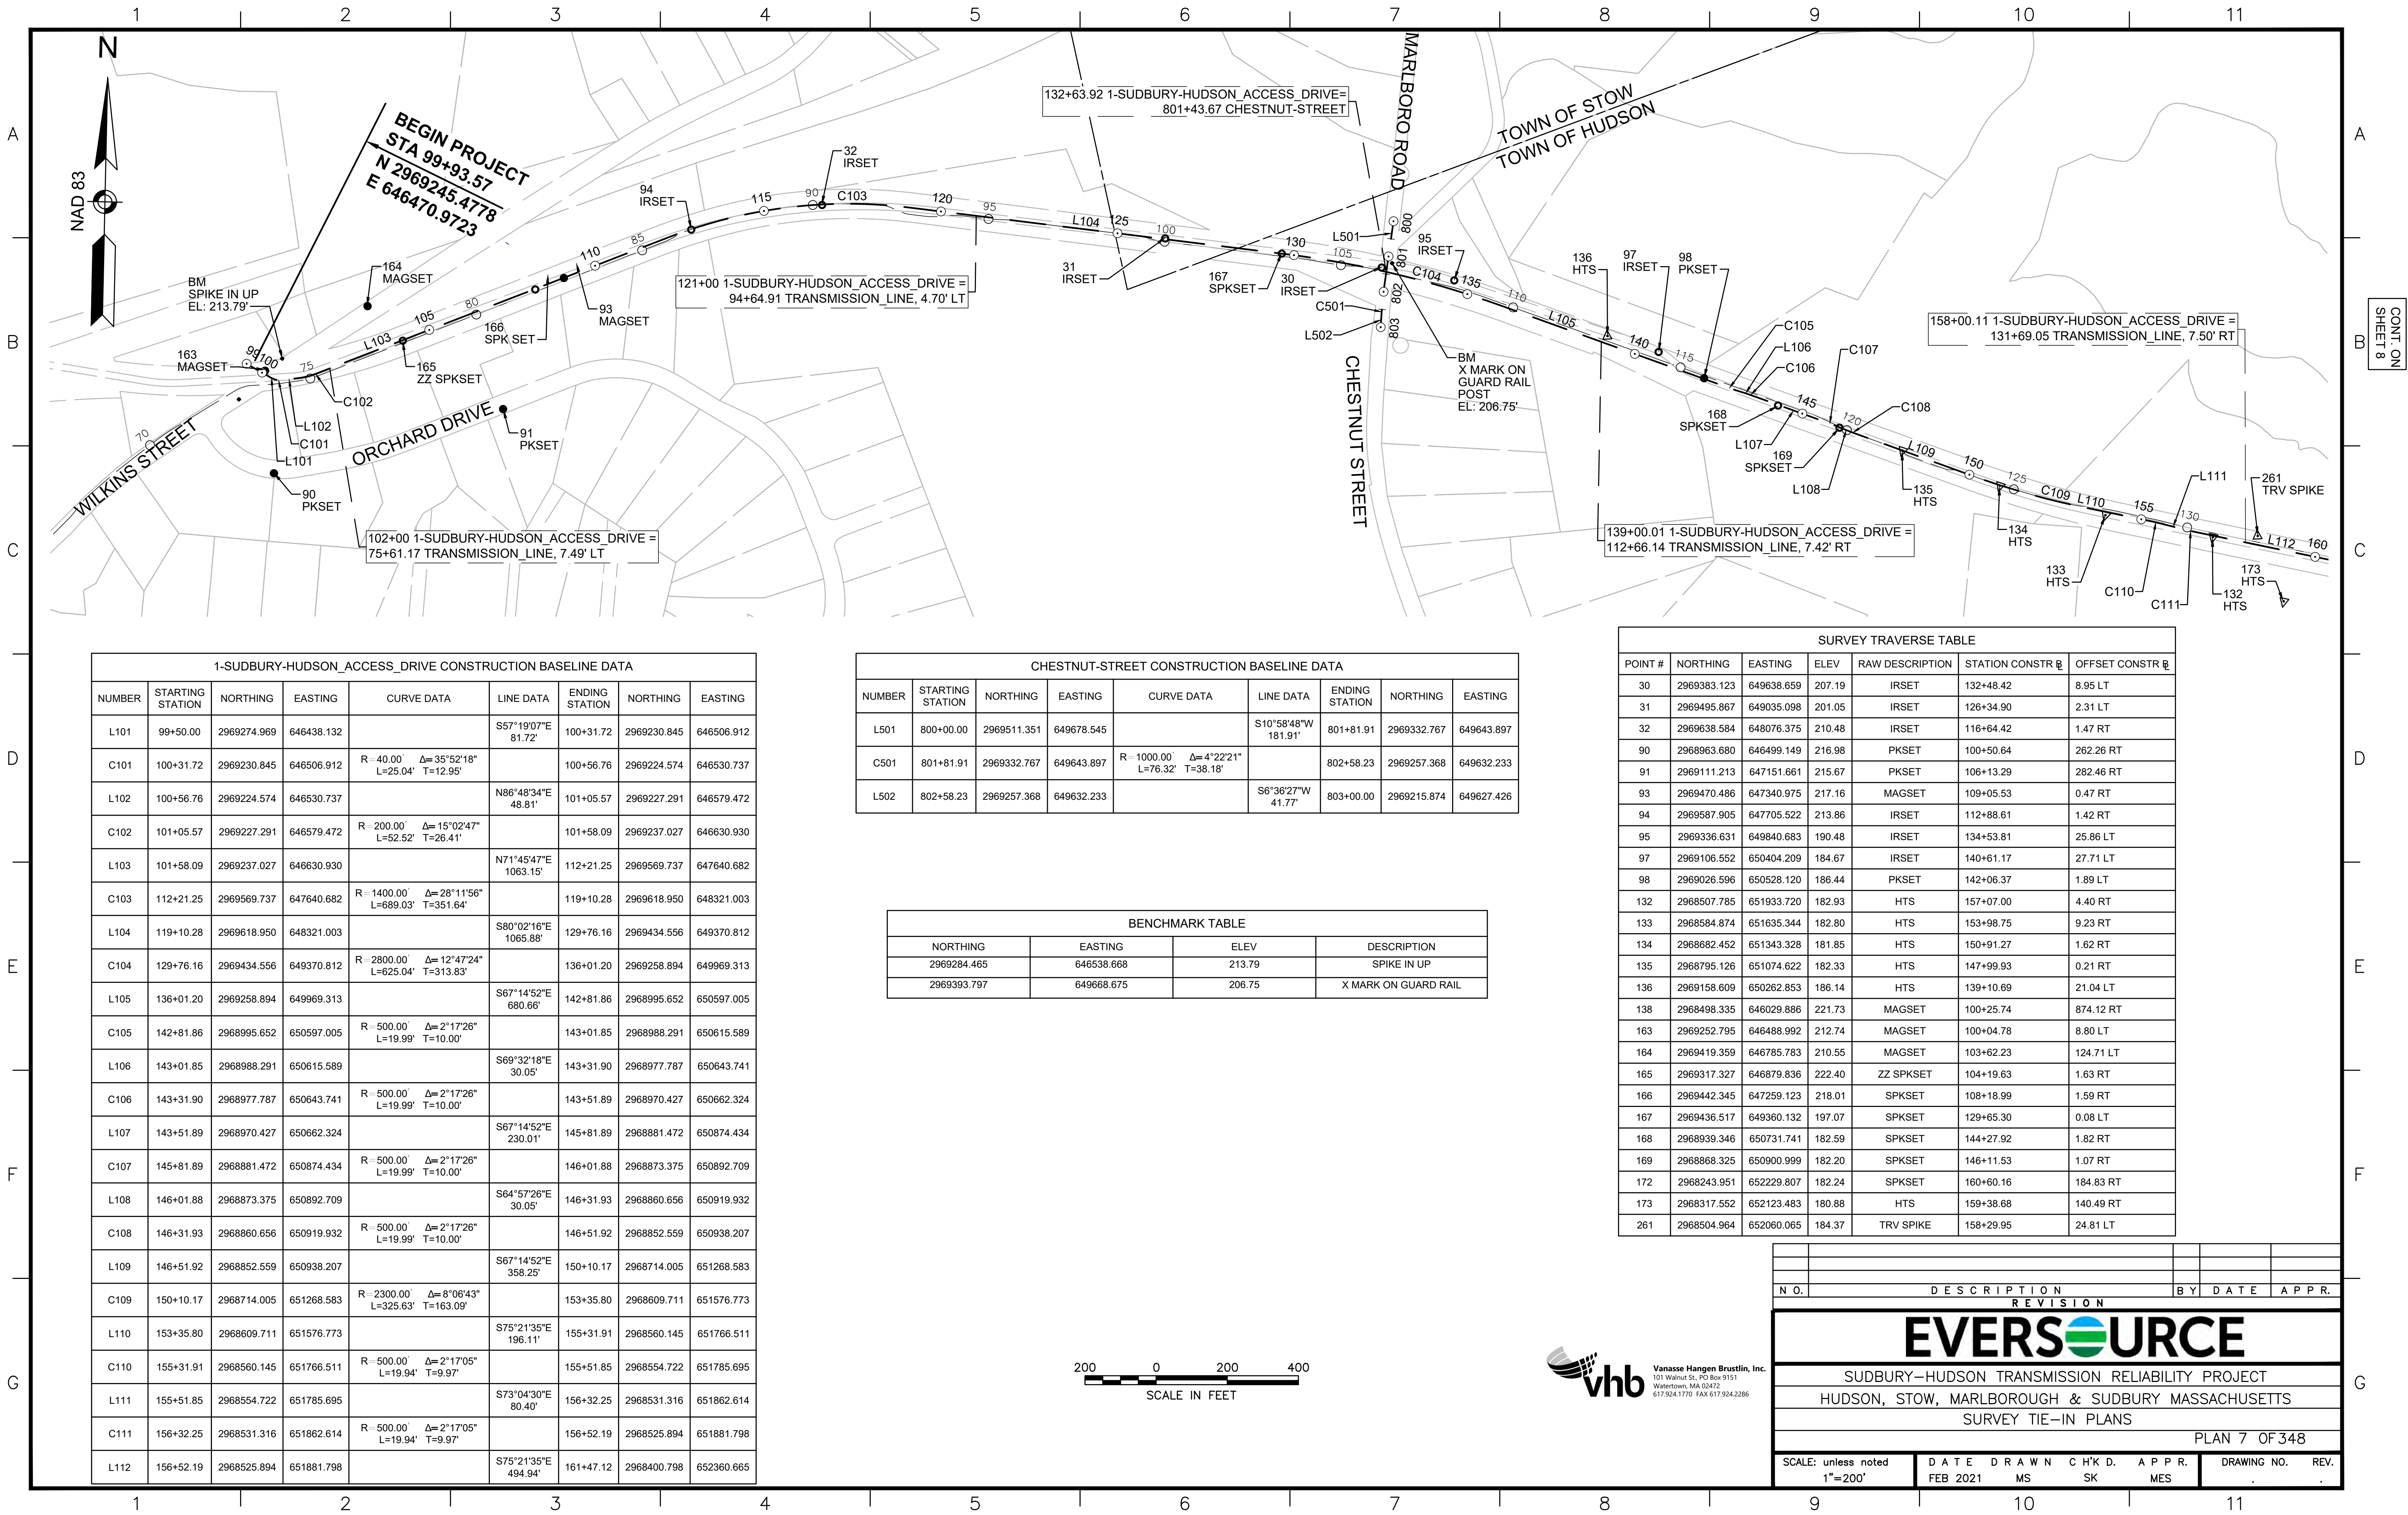 1 2 3 4 5 6 7 8 9 10 11
A
B
C
D
E
F
G
N
NAD 83
BEGIN PROJECT
STA 99+93.57
N 2969245.4778
E 646470.9723
BM
SPIKE IN UP
EL: 213.79'
163
MAGSET
164
MAGSET
99
100
70
75
80
85
90
95
100
105
110
115
120
125
130
105
110
115
120
125
130
135
140
145
150
155
160
L103
165
ZZ SPKSET
166
SPK SET
93
MAGSET
94
IRSET
32
IRSET
C103
C102
L102
C101
L101
WILKINS STREET
ORCHARD DRIVE
90
PKSET
91
PKSET
102+00 1-SUDBURY-HUDSON_ACCESS_DRIVE =
75+61.17 TRANSMISSION_LINE, 7.49' LT
121+00 1-SUDBURY-HUDSON_ACCESS_DRIVE =
94+64.91 TRANSMISSION_LINE, 4.70' LT
132+63.92 1-SUDBURY-HUDSON_ACCESS_DRIVE=
801+43.67 CHESTNUT-STREET
L104
31
IRSET
167
SPKSET
30
IRSET
L501
C501
L502
800
801
802
803
MARLBORO ROAD
CHESTNUT STREET
TOWN OF STOW
TOWN OF HUDSON
95
IRSET
C104
BM
X MARK ON
GUARD RAIL
POST
EL: 206.75'
L105
136
HTS
97
IRSET
98
PKSET
C105
L106
C106
C107
C108
168
SPKSET
L107
169
SPKSET
L108
L109
135
HTS
134
HTS
C109
L110
133
HTS
C110
C111
132
HTS
L111
L112
261
TRV SPIKE
173
HTS
139+00.01 1-SUDBURY-HUDSON_ACCESS_DRIVE =
112+66.14 TRANSMISSION_LINE, 7.42' RT
158+00.11 1-SUDBURY-HUDSON_ACCESS_DRIVE =
131+69.05 TRANSMISSION_LINE, 7.50' RT
CONT. ON
SHEET 8
1-SUDBURY-HUDSON_ACCESS_DRIVE CONSTRUCTION BASELINE DATA
NUMBER STARTING STATION NORTHING EASTING CURVE DATA LINE DATA ENDING STATION NORTHING EASTING
L101 99+50.00 2969274.969 646438.132 S57°19'07"E 81.72' 100+31.72 2969230.845 646506.912
C101 100+31.72 2969230.845 646506.912 R=40.00' Δ=35°52'18" L=25.04' T=12.95' 100+56.76 2969224.574 646530.737
L102 100+56.76 2969224.574 646530.737 N86°48'34"E 48.81' 101+05.57 2969227.291 646579.472
C102 101+05.57 2969227.291 646579.472 R=200.00' Δ=15°02'47" L=52.52' T=26.41' 101+58.09 2969237.027 646630.930
L103 101+58.09 2969237.027 646630.930 N71°45'47"E 1063.15' 112+21.25 2969569.737 647640.682
C103 112+21.25 2969569.737 647640.682 R=1400.00' Δ=28°11'56" L=689.03' T=351.64' 119+10.28 2969618.950 648321.003
L104 119+10.28 2969618.950 648321.003 S80°02'16"E 1065.88' 129+76.16 2969434.556 649370.812
C104 129+76.16 2969434.556 649370.812 R=2800.00' Δ=12°47'24" L=625.04' T=313.83' 136+01.20 2969258.894 649969.313
L105 136+01.20 2969258.894 649969.313 S67°14'52"E 680.66' 142+81.86 2968995.652 650597.005
C105 142+81.86 2968995.652 650597.005 R=500.00' Δ=2°17'26" L=19.99' T=10.00' 143+01.85 2968988.291 650615.589
L106 143+01.85 2968988.291 650615.589 S69°32'18"E 30.05' 143+31.90 2968977.787 650643.741
C106 143+31.90 2968977.787 650643.741 R=500.00' Δ=2°17'26" L=19.99' T=10.00' 143+51.89 2968970.427 650662.324
L107 143+51.89 2968970.427 650662.324 S67°14'52"E 230.01' 145+81.89 2968881.472 650874.434
C107 145+81.89 2968881.472 650874.434 R=500.00' Δ=2°17'26" L=19.99' T=10.00' 146+01.88 2968873.375 650892.709
L108 146+01.88 2968873.375 650892.709 S64°57'26"E 30.05' 146+31.93 2968860.656 650919.932
C108 146+31.93 2968860.656 650919.932 R=500.00' Δ=2°17'26" L=19.99' T=10.00' 146+51.92 2968852.559 650938.207
L109 146+51.92 2968852.559 650938.207 S67°14'52"E 358.25' 150+10.17 2968714.005 651268.583
C109 150+10.17 2968714.005 651268.583 R=2300.00' Δ=8°06'43" L=325.63' T=163.09' 153+35.80 2968609.711 651576.773
L110 153+35.80 2968609.711 651576.773 S75°21'35"E 196.11' 155+31.91 2968560.145 651766.511
C110 155+31.91 2968560.145 651766.511 R=500.00' Δ=2°17'05" L=19.94' T=9.97' 155+51.85 2968554.722 651785.695
L111 155+51.85 2968554.722 651785.695 S73°04'30"E 80.40' 156+32.25 2968531.316 651862.614
C111 156+32.25 2968531.316 651862.614 R=500.00' Δ=2°17'05" L=19.94' T=9.97' 156+52.19 2968525.894 651881.798
L112 156+52.19 2968525.894 651881.798 S75°21'35"E 494.94' 161+47.12 2968400.798 652360.665
CHESTNUT-STREET CONSTRUCTION BASELINE DATA
NUMBER STARTING STATION NORTHING EASTING CURVE DATA LINE DATA ENDING STATION NORTHING EASTING
L501 800+00.00 2969511.351 649678.545 S10°58'48"W 181.91' 801+81.91 2969332.767 649643.897
C501 801+81.91 2969332.767 649643.897 R=1000.00' Δ=4°22'21" L=76.32' T=38.18' 802+58.23 2969257.368 649632.233
L502 802+58.23 2969257.368 649632.233 S6°36'27"W 41.77' 803+00.00 2969215.874 649627.426
BENCHMARK TABLE
NORTHING EASTING ELEV DESCRIPTION
2969284.465 646538.668 213.79 SPIKE IN UP
2969393.797 649668.675 206.75 X MARK ON GUARD RAIL
SURVEY TRAVERSE TABLE
POINT # NORTHING EASTING ELEV RAW DESCRIPTION STATION CONSTR BL OFFSET CONSTR BL
30 2969383.123 649638.659 207.19 IRSET 132+48.42 8.95 LT
31 2969495.867 649035.098 201.05 IRSET 126+34.90 2.31 LT
32 2969638.584 648076.375 210.48 IRSET 116+64.42 1.47 RT
90 2968963.680 646499.149 216.98 PKSET 100+50.64 262.26 RT
91 2969111.213 647151.661 215.67 PKSET 106+13.29 282.46 RT
93 2969470.486 647340.975 217.16 MAGSET 109+05.53 0.47 RT
94 2969587.905 647705.522 213.86 IRSET 112+88.61 1.42 RT
95 2969336.631 649840.683 190.48 IRSET 134+53.81 25.86 LT
97 2969106.552 650404.209 184.67 IRSET 140+61.17 27.71 LT
98 2969026.596 650528.120 186.44 PKSET 142+06.37 1.89 LT
132 2968507.785 651933.720 182.93 HTS 157+07.00 4.40 RT
133 2968584.874 651635.344 182.80 HTS 153+98.75 9.23 RT
134 2968682.452 651343.328 181.85 HTS 150+91.27 1.62 RT
135 2968795.126 651074.622 182.33 HTS 147+99.93 0.21 RT
136 2969158.609 650262.853 186.14 HTS 139+10.69 21.04 LT
138 2968498.335 646029.886 221.73 MAGSET 100+25.74 874.12 RT
163 2969252.795 646488.992 212.74 MAGSET 100+04.78 8.80 LT
164 2969419.359 646785.783 210.55 MAGSET 103+62.23 124.71 LT
165 2969317.327 646879.836 222.40 ZZ SPKSET 104+19.63 1.63 RT
166 2969442.345 647259.123 218.01 SPKSET 108+18.99 1.59 RT
167 2969436.517 649360.132 197.07 SPKSET 129+65.30 0.08 LT
168 2968939.346 650731.741 182.59 SPKSET 144+27.92 1.82 RT
169 2968868.325 650900.999 182.20 SPKSET 146+11.53 1.07 RT
172 2968243.951 652229.807 182.24 SPKSET 160+60.16 184.83 RT
173 2968317.552 652123.483 180.88 HTS 159+38.68 140.49 RT
261 2968504.964 652060.065 184.37 TRV SPIKE 158+29.95 24.81 LT
200 0 200 400
SCALE IN FEET
vhb
Vanasse Hangen Brustlin, Inc.
101 Walnut St., PO Box 9151
Watertown, MA 02472
617.924.1770 FAX 617.924.2286
NO. DESCRIPTION BY DATE APPR.
REVISION
EVERSOURCE
SUDBURY-HUDSON TRANSMISSION RELIABILITY PROJECT
HUDSON, STOW, MARLBOROUGH & SUDBURY MASSACHUSETTS
SURVEY TIE-IN PLANS
PLAN 7 OF348
SCALE: unless noted
1"=200'
DATE DRAWN CH'K D. APPR.
FEB 2021 MS SK MES
DRAWING NO. REV.
. .
A
B
C
D
E
F
G
1 2 3 4 5 6 7 8 9 10 11